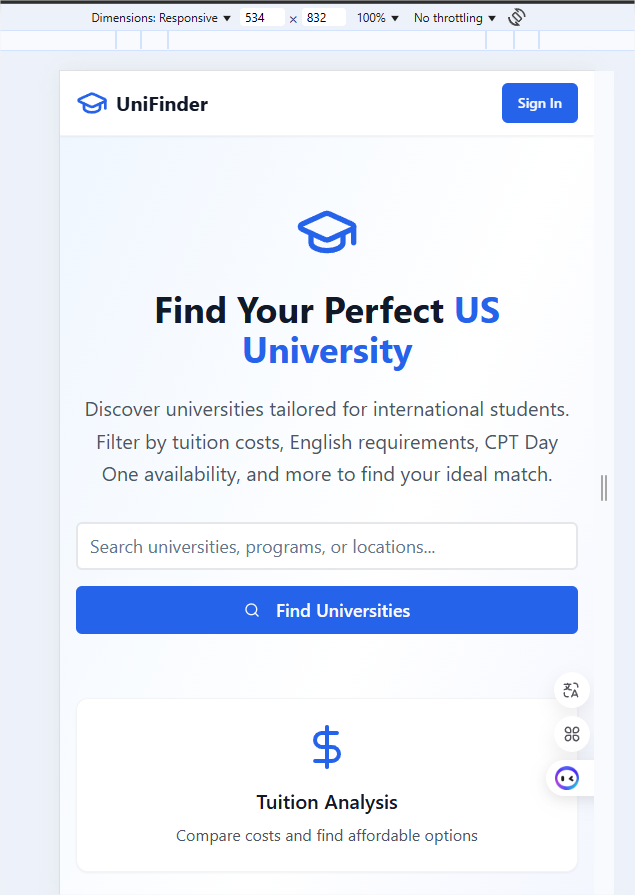 Dimensions: Responsive 534 × 832 100% No throttling
UniFinder
Sign In
Find Your Perfect US
University
Discover universities tailored for international students.
Filter by tuition costs, English requirements, CPT Day
One availability, and more to find your ideal match.
Search universities, programs, or locations...
Find Universities
Tuition Analysis
Compare costs and find affordable options